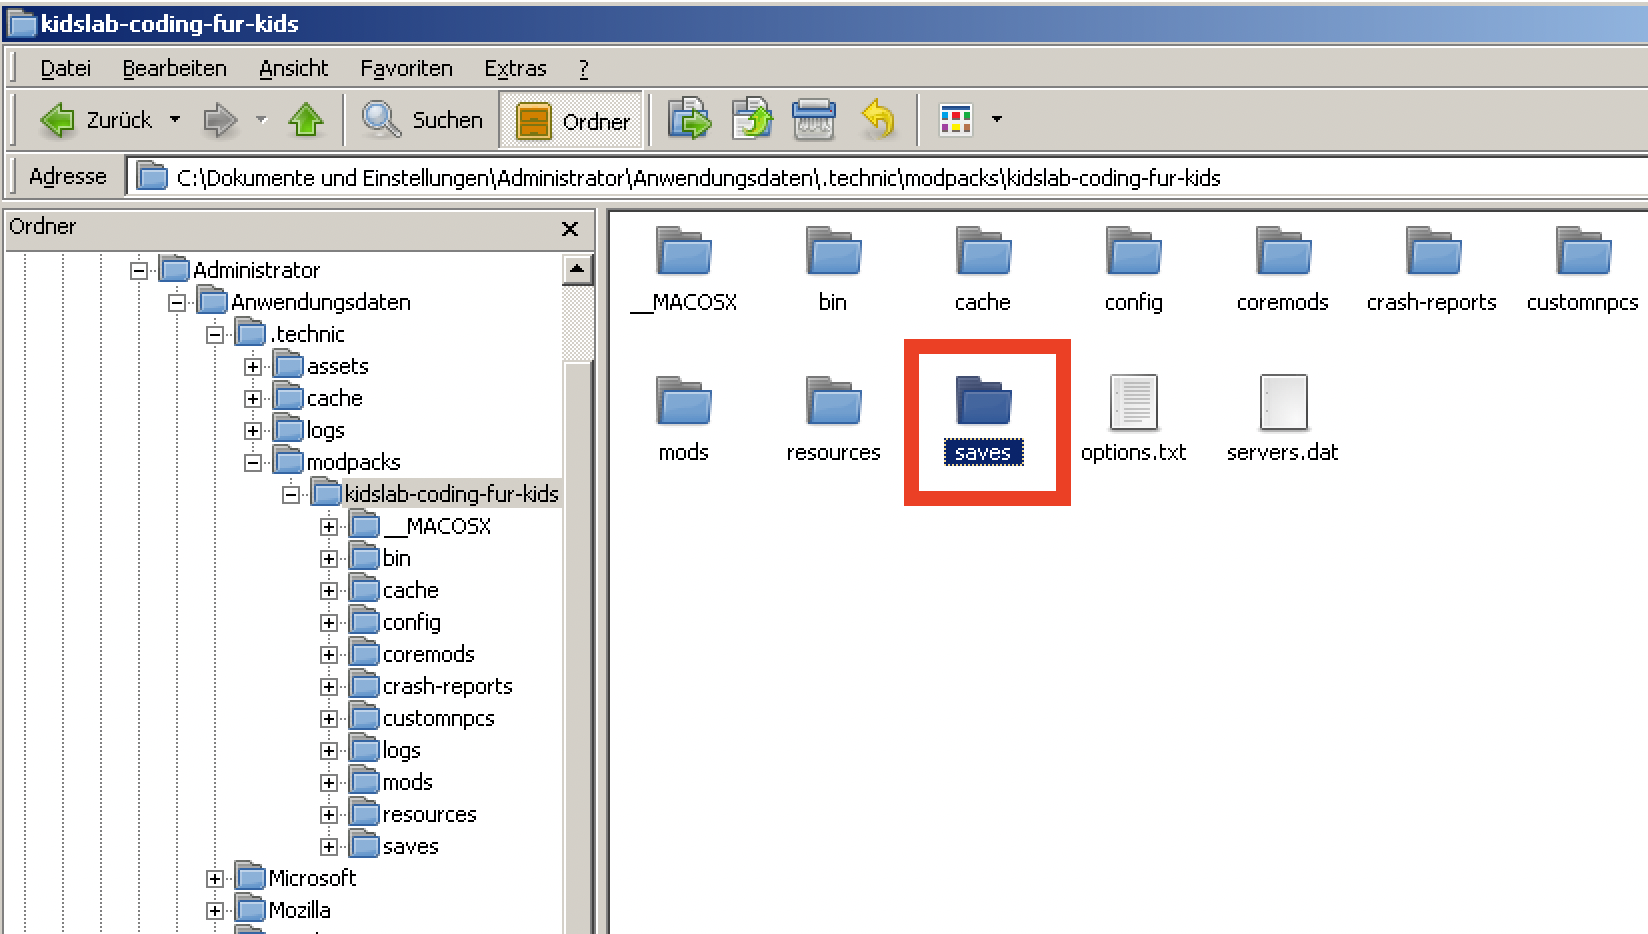 kidslab-coding-fur-kids
Datei Bearbeiten Ansicht Favoriten Extras ?
Zurück Suchen Ordner
Adresse C:\Dokumente und Einstellungen\Administrator\Anwendungsdaten\.technic\modpacks\kidslab-coding-fur-kids
Ordner
Administrator
Anwendungsdaten
.technic
assets
cache
logs
modpacks
kidslab-coding-fur-kids
__MACOSX
bin
cache
config
coremods
crash-reports
customnpcs
logs
mods
resources
saves
Microsoft
Mozilla
__MACOSX bin cache config coremods crash-reports customnpcs
mods resources saves options.txt servers.dat